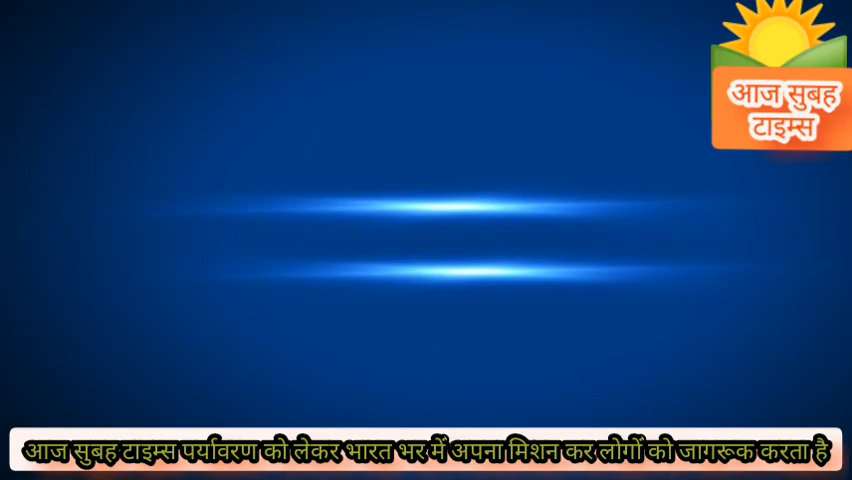 आज सुबह
टाइम्स
आज सुबह टाइम्स पर्यावरण को लेकर भारत भर में अपना मिशन कर लोगों को जागरूक करता है